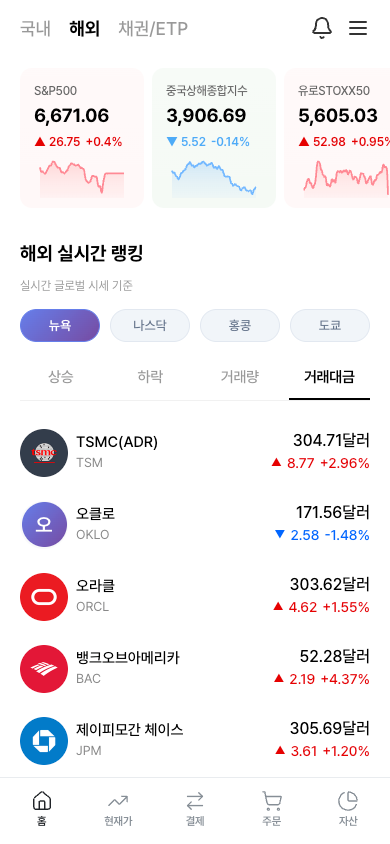 국내 해외 채권/ETP
S&P500
6,671.06
▲ 26.75 +0.4%
중국상해종합지수
3,906.69
▼ 5.52 -0.14%
유로STOXX50
5,605.03
▲ 52.98 +0.95%
해외 실시간 랭킹
실시간 글로벌 시세 기준
뉴욕 나스닥 홍콩 도쿄
상승 하락 거래량 거래대금
tsmc
TSMC(ADR)
TSM
304.71달러
▲ 8.77 +2.96%
오
오클로
OKLO
171.56달러
▼ 2.58 -1.48%
오라클
ORCL
303.62달러
▲ 4.62 +1.55%
뱅크오브아메리카
BAC
52.28달러
▲ 2.19 +4.37%
제이피모간 체이스
JPM
305.69달러
▲ 3.61 +1.20%
홈 현재가 결제 주문 자산